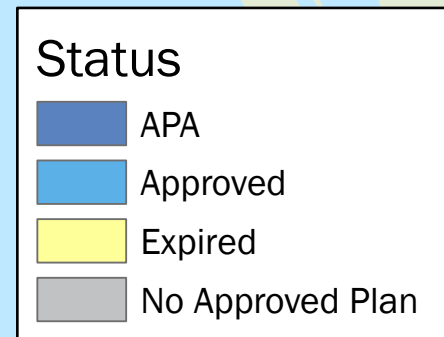 Status
APA
Approved
Expired
No Approved Plan